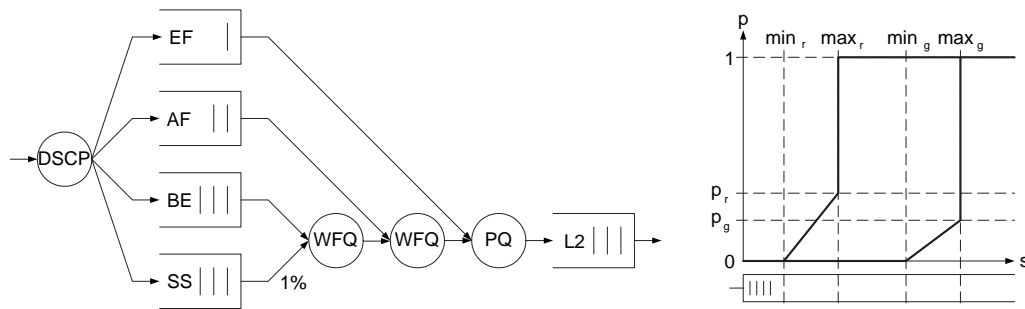 EF
AF
DSCP
BE
SS
1%
WFQ
WFQ
PQ
L2
p
min r
max r
min g
max g
1
p r
p g
0
s